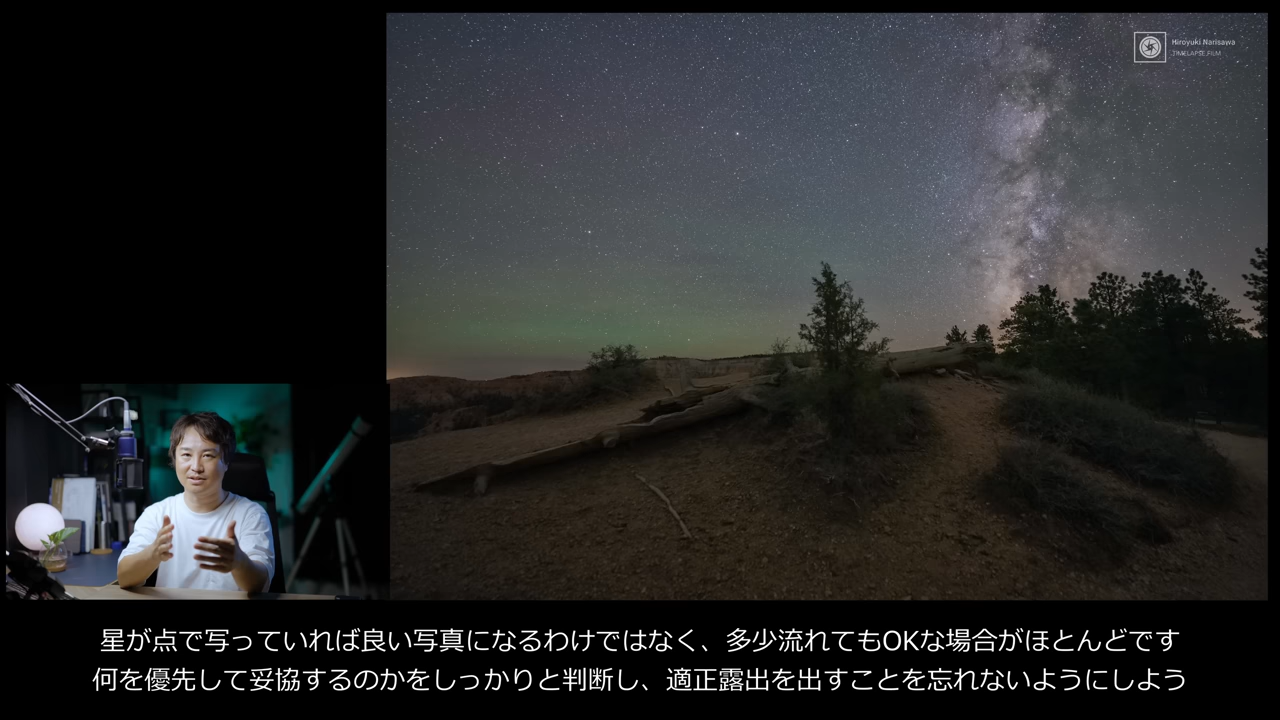 Hiroyuki Narisawa
TIMELAPSE FILM
星が点で写っていれば良い写真になるわけではなく、多少流れてもOKな場合がほとんどです
何を優先して妥協するのかをしっかりと判断し、適正露出を出すことを忘れないようにしよう